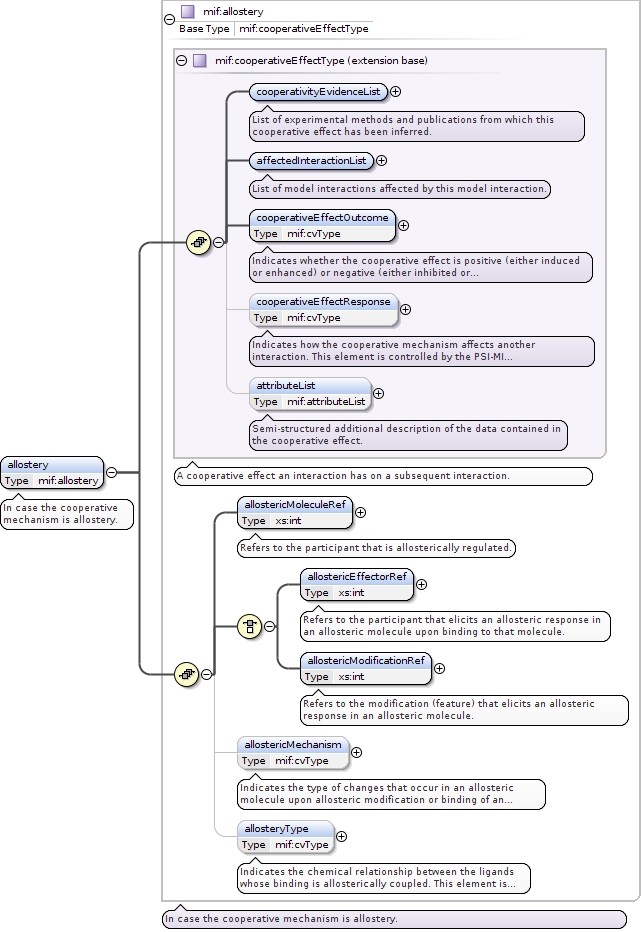 mif:allostery
Base Type mif:cooperativeEffectType
mif:cooperativeEffectType (extension base)
cooperativityEvidenceList
List of experimental methods and publications from which this
cooperative effect has been inferred.
affectedInteractionList
List of model interactions affected by this model interaction.
cooperativeEffectOutcome
Type mif:cvType
Indicates whether the cooperative effect is positive (either induced
or enhanced) or negative (either inhibited or...
cooperativeEffectResponse
Type mif:cvType
Indicates how the cooperative mechanism affects another
interaction. This element is controlled by the PSI-MI...
attributeList
Type mif:attributeList
Semi-structured additional description of the data contained in
the cooperative effect.
A cooperative effect an interaction has on a subsequent interaction.
allostery
Type mif:allostery
In case the cooperative
mechanism is allostery.
allostericMoleculeRef
Type xs:int
Refers to the participant that is allosterically regulated.
allostericEffectorRef
Type xs:int
Refers to the participant that elicits an allosteric response in
an allosteric molecule upon binding to that molecule.
allostericModificationRef
Type xs:int
Refers to the modification (feature) that elicits an allosteric
response in an allosteric molecule.
allostericMechanism
Type mif:cvType
Indicates the type of changes that occur in an allosteric
molecule upon allosteric modification or binding of an...
allosteryType
Type mif:cvType
Indicates the chemical relationship between the ligands
whose binding is allosterically coupled. This element is...
In case the cooperative mechanism is allostery.